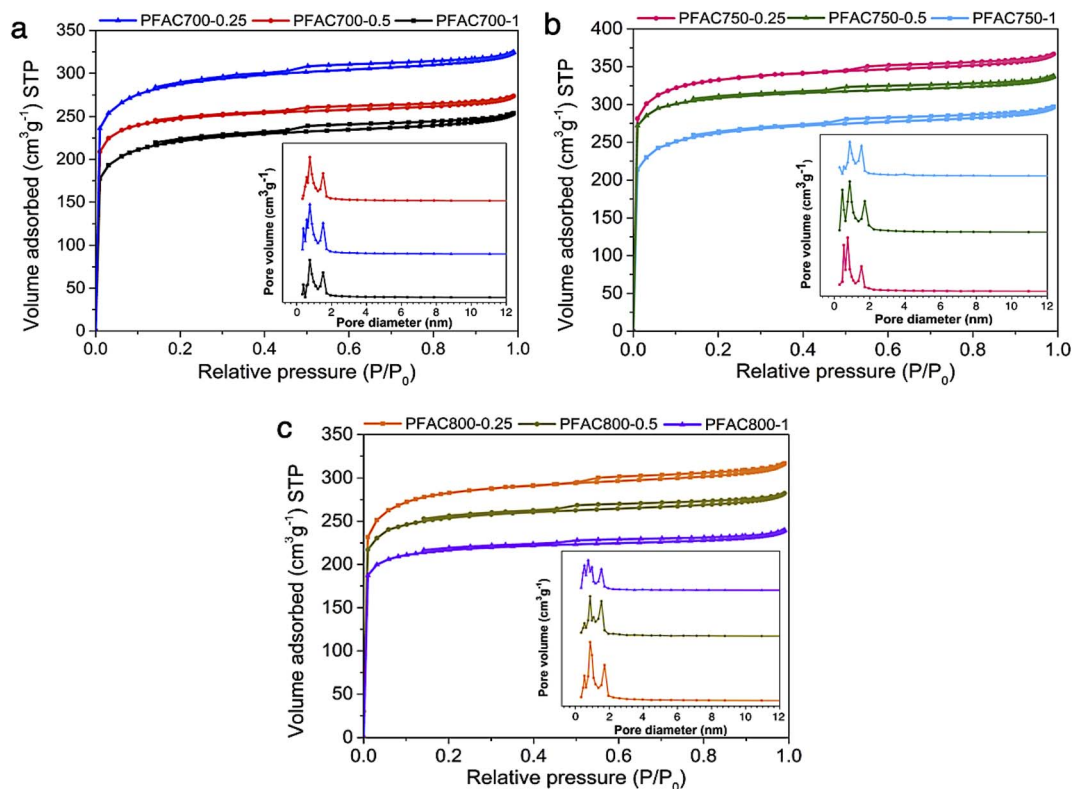 a
PFAC700-0.25 PFAC700-0.5 PFAC700-1
Volume adsorbed (cm³g⁻¹) STP
350
300
250
200
150
100
50
0
0.0 0.2 0.4 0.6 0.8 1.0
Relative pressure (P/P₀)
Pore volume (cm³g⁻¹)
0 2 4 6 8 10 12
Pore diameter (nm)
b
PFAC750-0.25 PFAC750-0.5 PFAC750-1
Volume adsorbed (cm³g⁻¹) STP
400
350
300
250
200
150
100
50
0
0.0 0.2 0.4 0.6 0.8 1.0
Relative pressure (P/P₀)
Pore volume (cm³g⁻¹)
0 2 4 6 8 10 12
Pore diameter (nm)
c
PFAC800-0.25 PFAC800-0.5 PFAC800-1
Volume adsorbed (cm³g⁻¹) STP
350
300
250
200
150
100
50
0
0.0 0.2 0.4 0.6 0.8 1.0
Relative pressure (P/P₀)
Pore volume (cm³g⁻¹)
0 2 4 6 8 10 12
Pore diameter (nm)